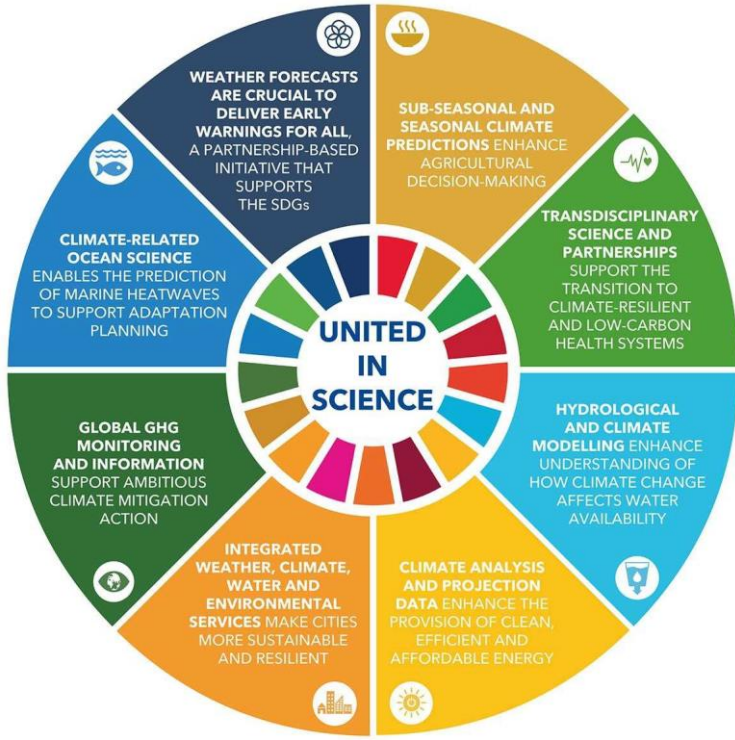 WEATHER FORECASTS
ARE CRUCIAL TO
DELIVER EARLY
WARNINGS FOR ALL,
A PARTNERSHIP-BASED
INITIATIVE THAT
SUPPORTS
THE SDGs
SUB-SEASONAL AND
SEASONAL CLIMATE
PREDICTIONS ENHANCE
AGRICULTURAL
DECISION-MAKING
TRANSDISCIPLINARY
SCIENCE AND
PARTNERSHIPS
SUPPORT THE
TRANSITION TO
CLIMATE-RESILIENT
AND LOW-CARBON
HEALTH SYSTEMS
HYDROLOGICAL
AND CLIMATE
MODELLING ENHANCE
UNDERSTANDING OF
HOW CLIMATE CHANGE
AFFECTS WATER
AVAILABILITY
CLIMATE ANALYSIS
AND PROJECTION
DATA ENHANCE THE
PROVISION OF CLEAN,
EFFICIENT AND
AFFORDABLE ENERGY
INTEGRATED
WEATHER, CLIMATE,
WATER AND
ENVIRONMENTAL
SERVICES MAKE CITIES
MORE SUSTAINABLE
AND RESILIENT
GLOBAL GHG
MONITORING
AND INFORMATION
SUPPORT AMBITIOUS
CLIMATE MITIGATION
ACTION
CLIMATE-RELATED
OCEAN SCIENCE
ENABLES THE PREDICTION
OF MARINE HEATWAVES
TO SUPPORT ADAPTATION
PLANNING
UNITED
IN
SCIENCE